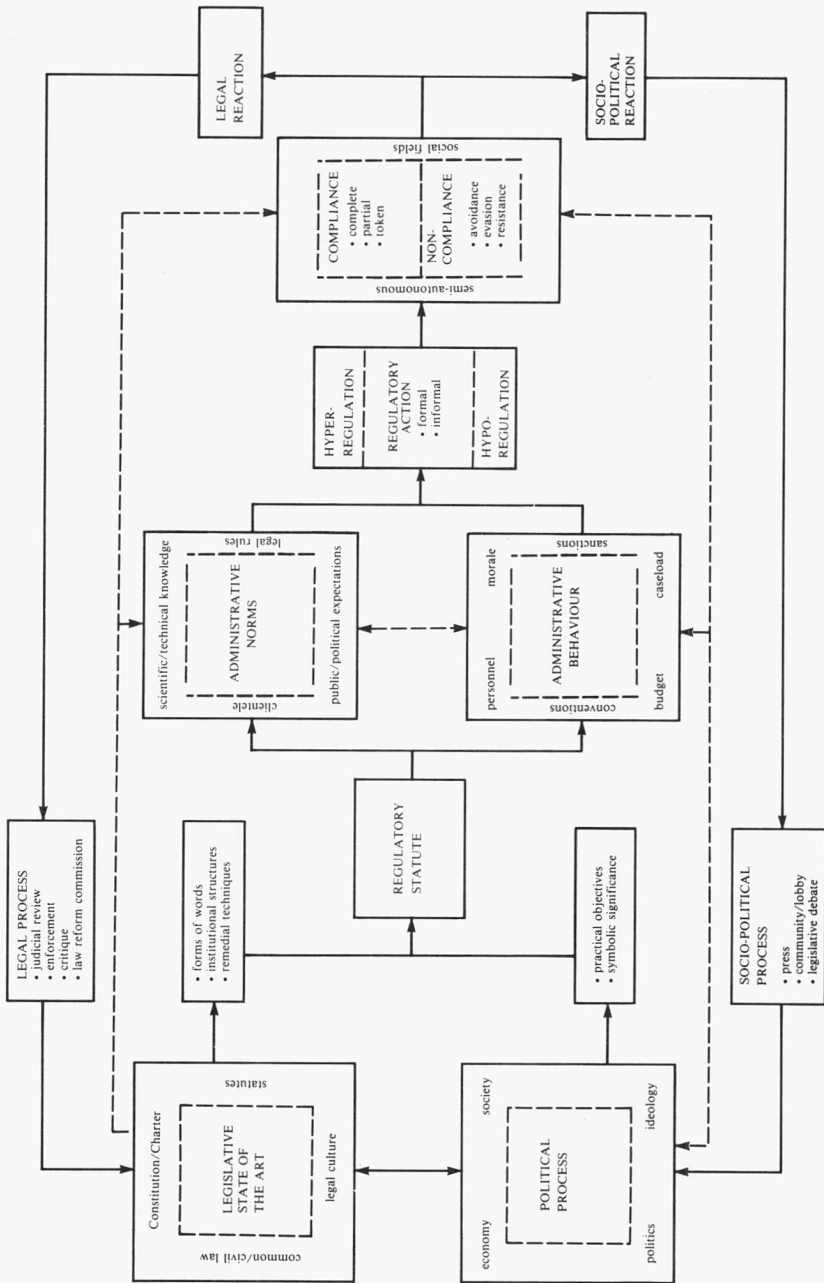 LEGAL PROCESS
• judicial review
• enforcement
• critique
• law reform commission
LEGAL
REACTION
Constitution/Charter
statutes
LEGISLATIVE
STATE OF
THE ART
common/civil law
legal culture
• forms of words
• institutional structures
• remedial techniques
economy
society
POLITICAL
PROCESS
politics
ideology
• practical objectives
• symbolic significance
REGULATORY
STATUTE
scientific/technical knowledge
legal rules
ADMINISTRATIVE
NORMS
clientele
public/political expectations
personnel
morale
sanctions
ADMINISTRATIVE
BEHAVIOUR
conventions
budget
caseload
HYPER-
REGULATION
REGULATORY
ACTION
• formal
• informal
HYPO-
REGULATION
social fields
COMPLIANCE
• complete
• partial
• token
NON-
COMPLIANCE
• avoidance
• evasion
• resistance
semi-autonomous
SOCIO-POLITICAL
PROCESS
• press
• community/lobby
• legislative debate
SOCIO-
POLITICAL
REACTION